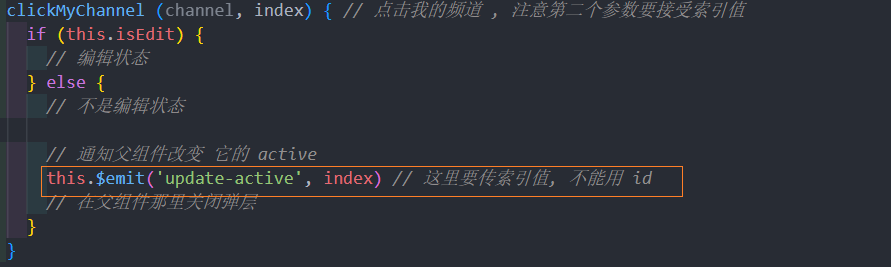 clickMyChannel (channel, index) { // 点击我的频道 , 注意第二个参数要接受索引值
if (this.isEdit) {
// 编辑状态
} else {
// 不是编辑状态
// 通知父组件改变 它的 active
this.$emit('update-active', index) // 这里要传索引值, 不能用 id
// 在父组件那里关闭弹层
}
}